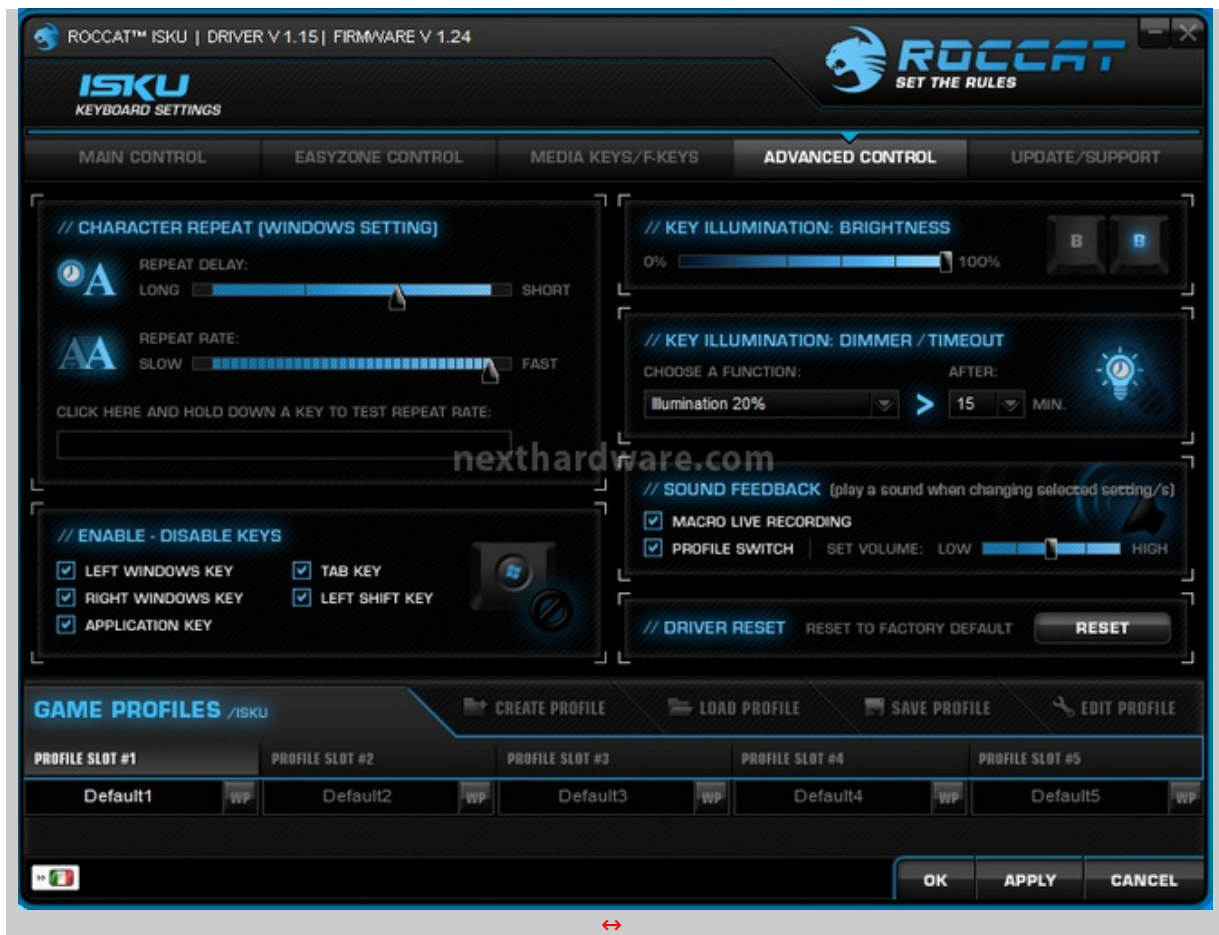 ROCCAT™ ISKU | DRIVER V 1.15 | FIRMWARE V 1.24
ROCCAT
SET THE RULES
ISKU
KEYBOARD SETTINGS
MAIN CONTROL
EASYZONE CONTROL
MEDIA KEYS/F-KEYS
ADVANCED CONTROL
UPDATE/SUPPORT
// CHARACTER REPEAT (WINDOWS SETTING)
A
REPEAT DELAY:
LONG
SHORT
AA
REPEAT RATE:
SLOW
FAST
CLICK HERE AND HOLD DOWN A KEY TO TEST REPEAT RATE:
// ENABLE - DISABLE KEYS
LEFT WINDOWS KEY
TAB KEY
RIGHT WINDOWS KEY
LEFT SHIFT KEY
APPLICATION KEY
// KEY ILLUMINATION: BRIGHTNESS
0%
100%
B
B
// KEY ILLUMINATION: DIMMER / TIMEOUT
CHOOSE A FUNCTION:
AFTER:
Illumination 20%
>
15
MIN.
nexthardware.com
// SOUND FEEDBACK (play a sound when changing selected setting/s)
MACRO LIVE RECORDING
PROFILE SWITCH | SET VOLUME: LOW
HIGH
// DRIVER RESET
RESET TO FACTORY DEFAULT
RESET
GAME PROFILES /ISKU
CREATE PROFILE
LOAD PROFILE
SAVE PROFILE
EDIT PROFILE
PROFILE SLOT #1
PROFILE SLOT #2
PROFILE SLOT #3
PROFILE SLOT #4
PROFILE SLOT #5
Default1
WP
Default2
WP
Default3
WP
Default4
WP
Default5
WP
»
OK
APPLY
CANCEL